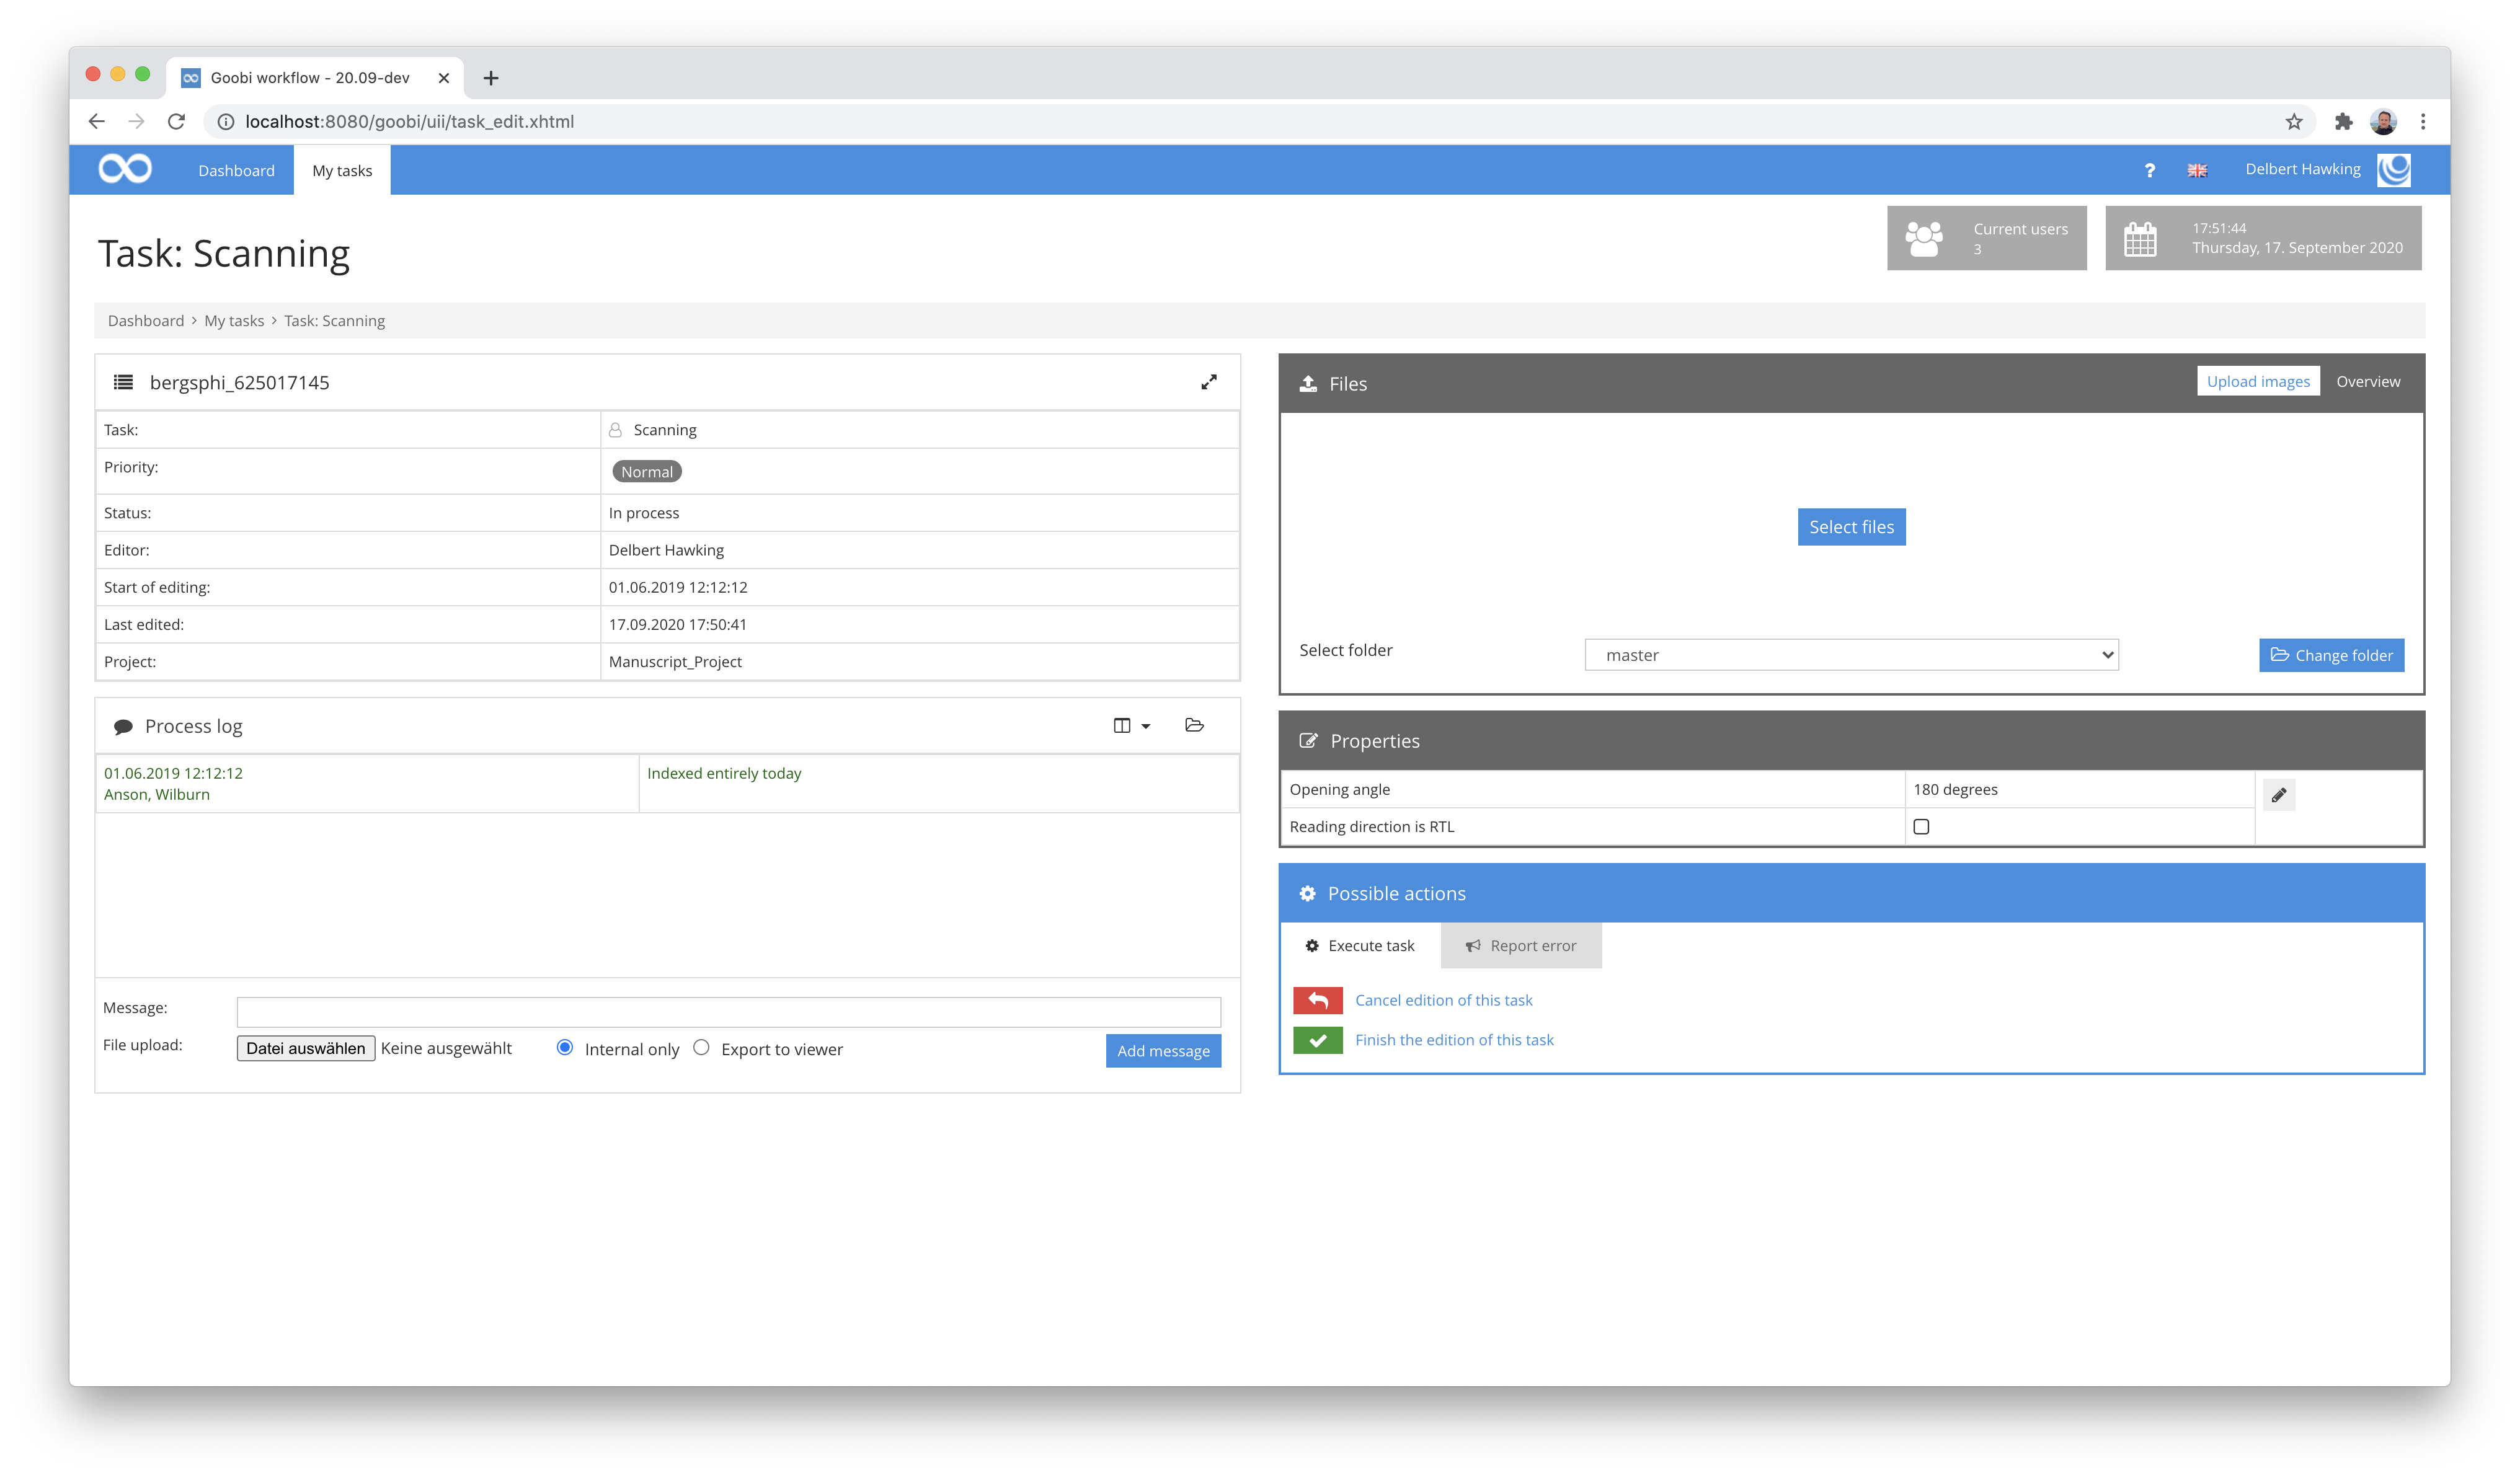 Goobi workflow - 20.09-dev
localhost:8080/goobi/uii/task_edit.xhtml
Dashboard
My tasks
?
Delbert Hawking
Task: Scanning
Current users
3
17:51:44
Thursday, 17. September 2020
Dashboard > My tasks > Task: Scanning
bergsphi_625017145
Task: Scanning
Priority: Normal
Status: In process
Editor: Delbert Hawking
Start of editing: 01.06.2019 12:12:12
Last edited: 17.09.2020 17:50:41
Project: Manuscript_Project
Process log
01.06.2019 12:12:12 Indexed entirely today
Anson, Wilburn
Message:
File upload: Datei auswählen Keine ausgewählt Internal only Export to viewer Add message
Files Upload images Overview
Select files
Select folder master Change folder
Properties
Opening angle 180 degrees
Reading direction is RTL
Possible actions
Execute task Report error
Cancel edition of this task
Finish the edition of this task